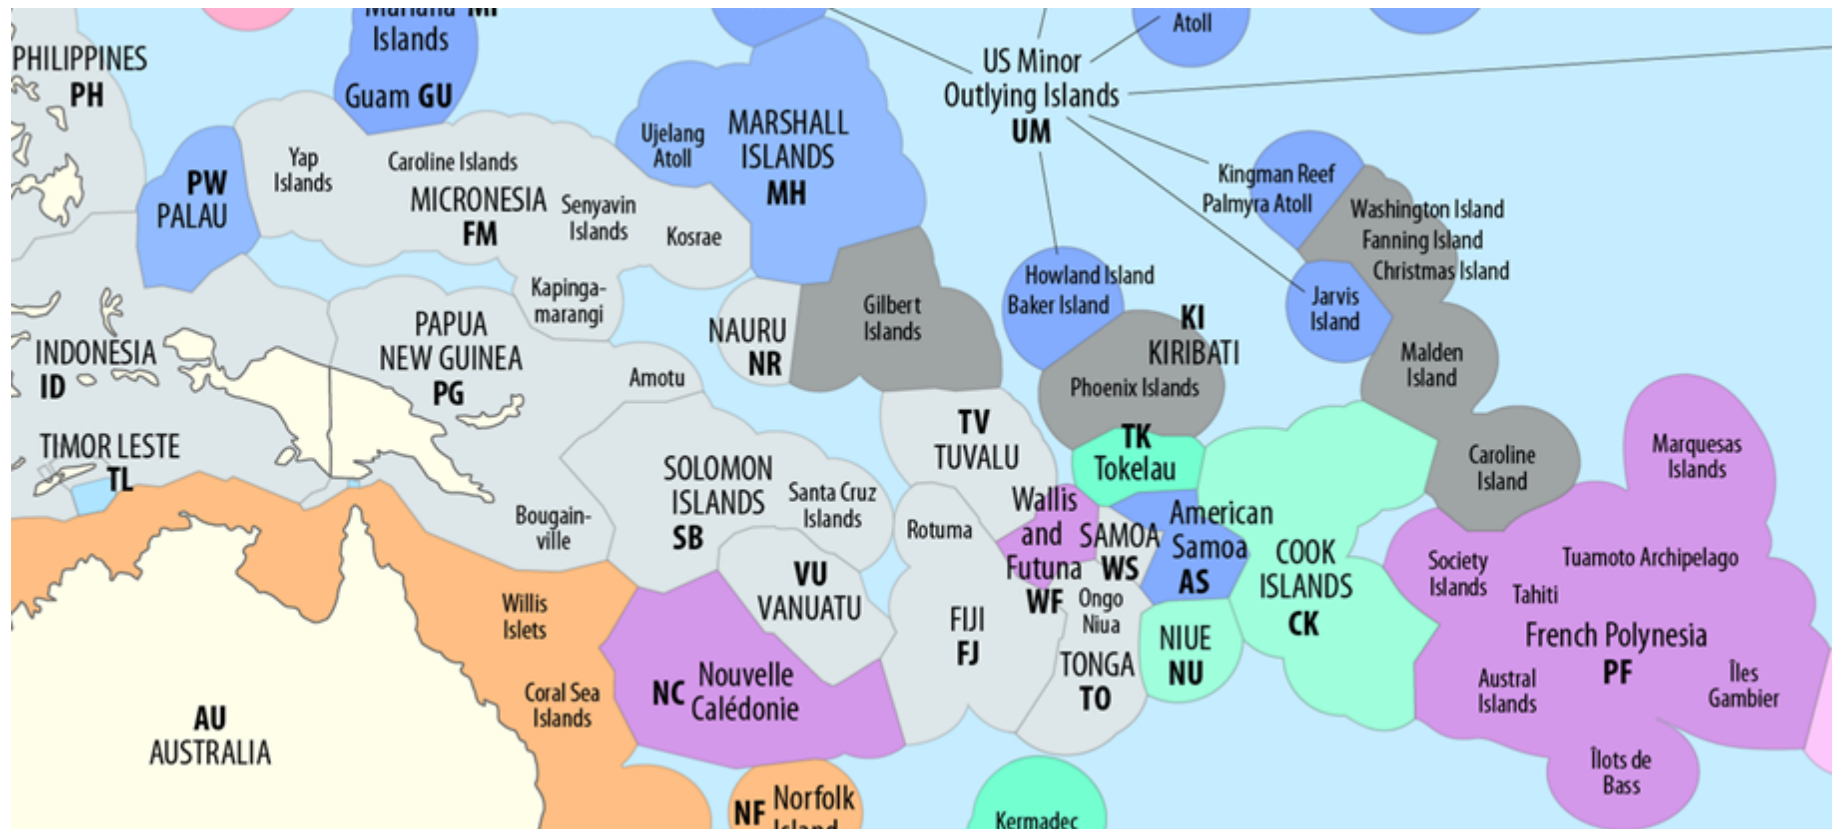 Mariana MP
Islands
Guam GU
Atoll
US Minor
Outlying Islands
UM
PHILIPPINES
PH
PW
PALAU
Yap
Islands
Caroline Islands
MICRONESIA
FM
Senyavin
Islands
Kosrae
Kapinga-
marangi
Ujelang
Atoll
MARSHALL
ISLANDS
MH
Kingman Reef
Palmyra Atoll
Washington Island
Fanning Island
Christmas Island
Jarvis
Island
Howland Island
Baker Island
KI
KIRIBATI
Phoenix Islands
Gilbert
Islands
NAURU
NR
Malden
Island
Caroline
Island
INDONESIA
ID
PAPUA
NEW GUINEA
PG
Amotu
TIMOR LESTE
TL
Bougain-
ville
SOLOMON
ISLANDS
SB
Santa Cruz
Islands
TV
TUVALU
TK
Tokelau
Rotuma
Wallis
and
Futuna
WF
SAMOA
WS
American
Samoa
AS
COOK
ISLANDS
CK
Marquesas
Islands
Society
Islands
Tuamoto Archipelago
Tahiti
French Polynesia
PF
Austral
Islands
Îles
Gambier
Îlots de
Bass
VU
VANUATU
FIJI
FJ
Ongo
Niua
TONGA
TO
NIUE
NU
Willis
Islets
Coral Sea
Islands
NC Nouvelle
Calédonie
AU
AUSTRALIA
NF Norfolk
Island
Kermadec